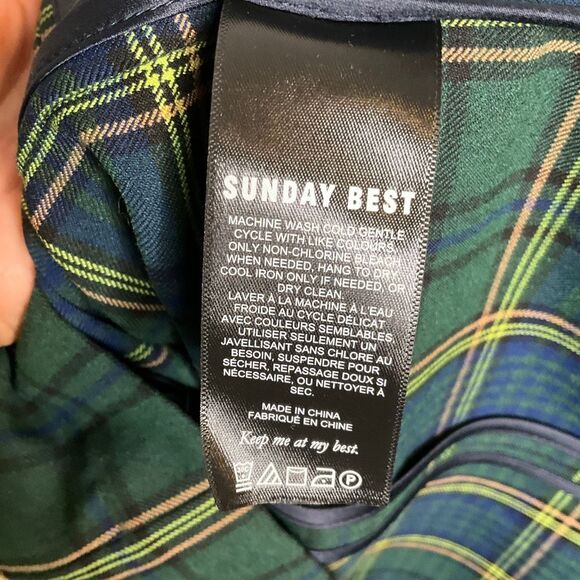 SUNDAY BEST
MACHINE WASH COLD GENTLE
CYCLE WITH LIKE COLOURS,
ONLY NON-CHLORINE BLEACH
WHEN NEEDED, HANG TO DRY,
COOL IRON ONLY IF NEEDED, OR
DRY CLEAN.
LAVER À LA MACHINE À L'EAU
FROIDE AU CYCLE DÉLICAT
AVEC COULEURS SEMBLABLES,
UTILISER SEULEMENT UN
JAVELLISANT SANS CHLORE AU
BESOIN, SUSPENDRE POUR
SÉCHER, REPASSAGE DOUX SI
NÉCESSAIRE, OU NETTOYER À
SEC.
MADE IN CHINA
FABRIQUÉ EN CHINE
Keep me at my best.
P